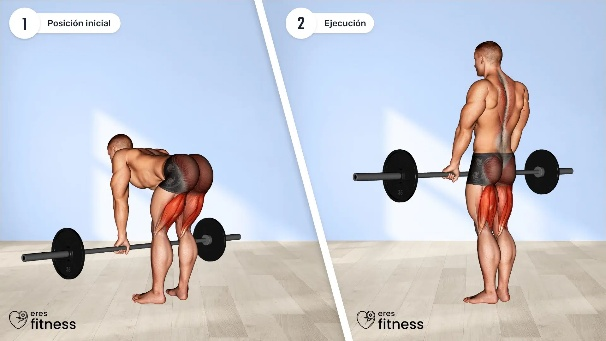 1 Posición inicial
2 Ejecución
eres
fitness
eres
fitness